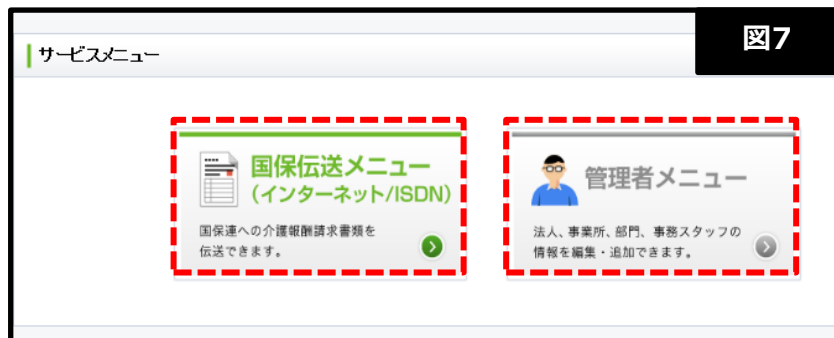 図7
サービスメニュー
国保伝送メニュー
(インターネット/ISDN)
国保連への介護報酬請求書類を
伝送できます。
管理者メニュー
法人、事業所、部門、事務スタッフの
情報を編集・追加できます。